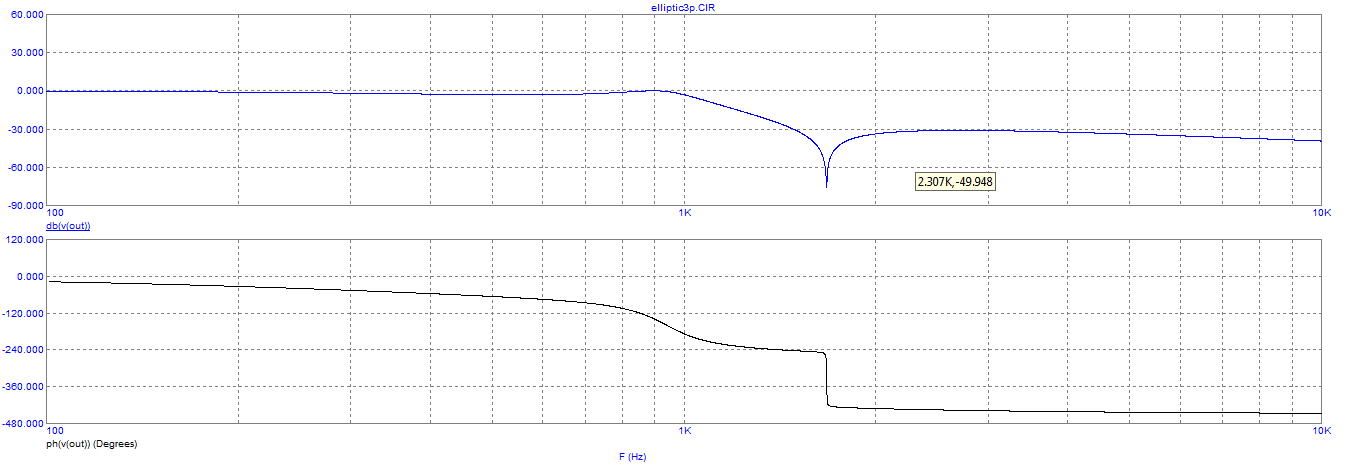 elliptic3p.CIR
60.000
30.000
0.000
-30.000
-60.000
2.307K,-49.948
-90.000
100 1K 10K
db(v(out))
120.000
0.000
-120.000
-240.000
-360.000
-480.000
100 1K 10K
ph(v(out)) (Degrees)
F (Hz)